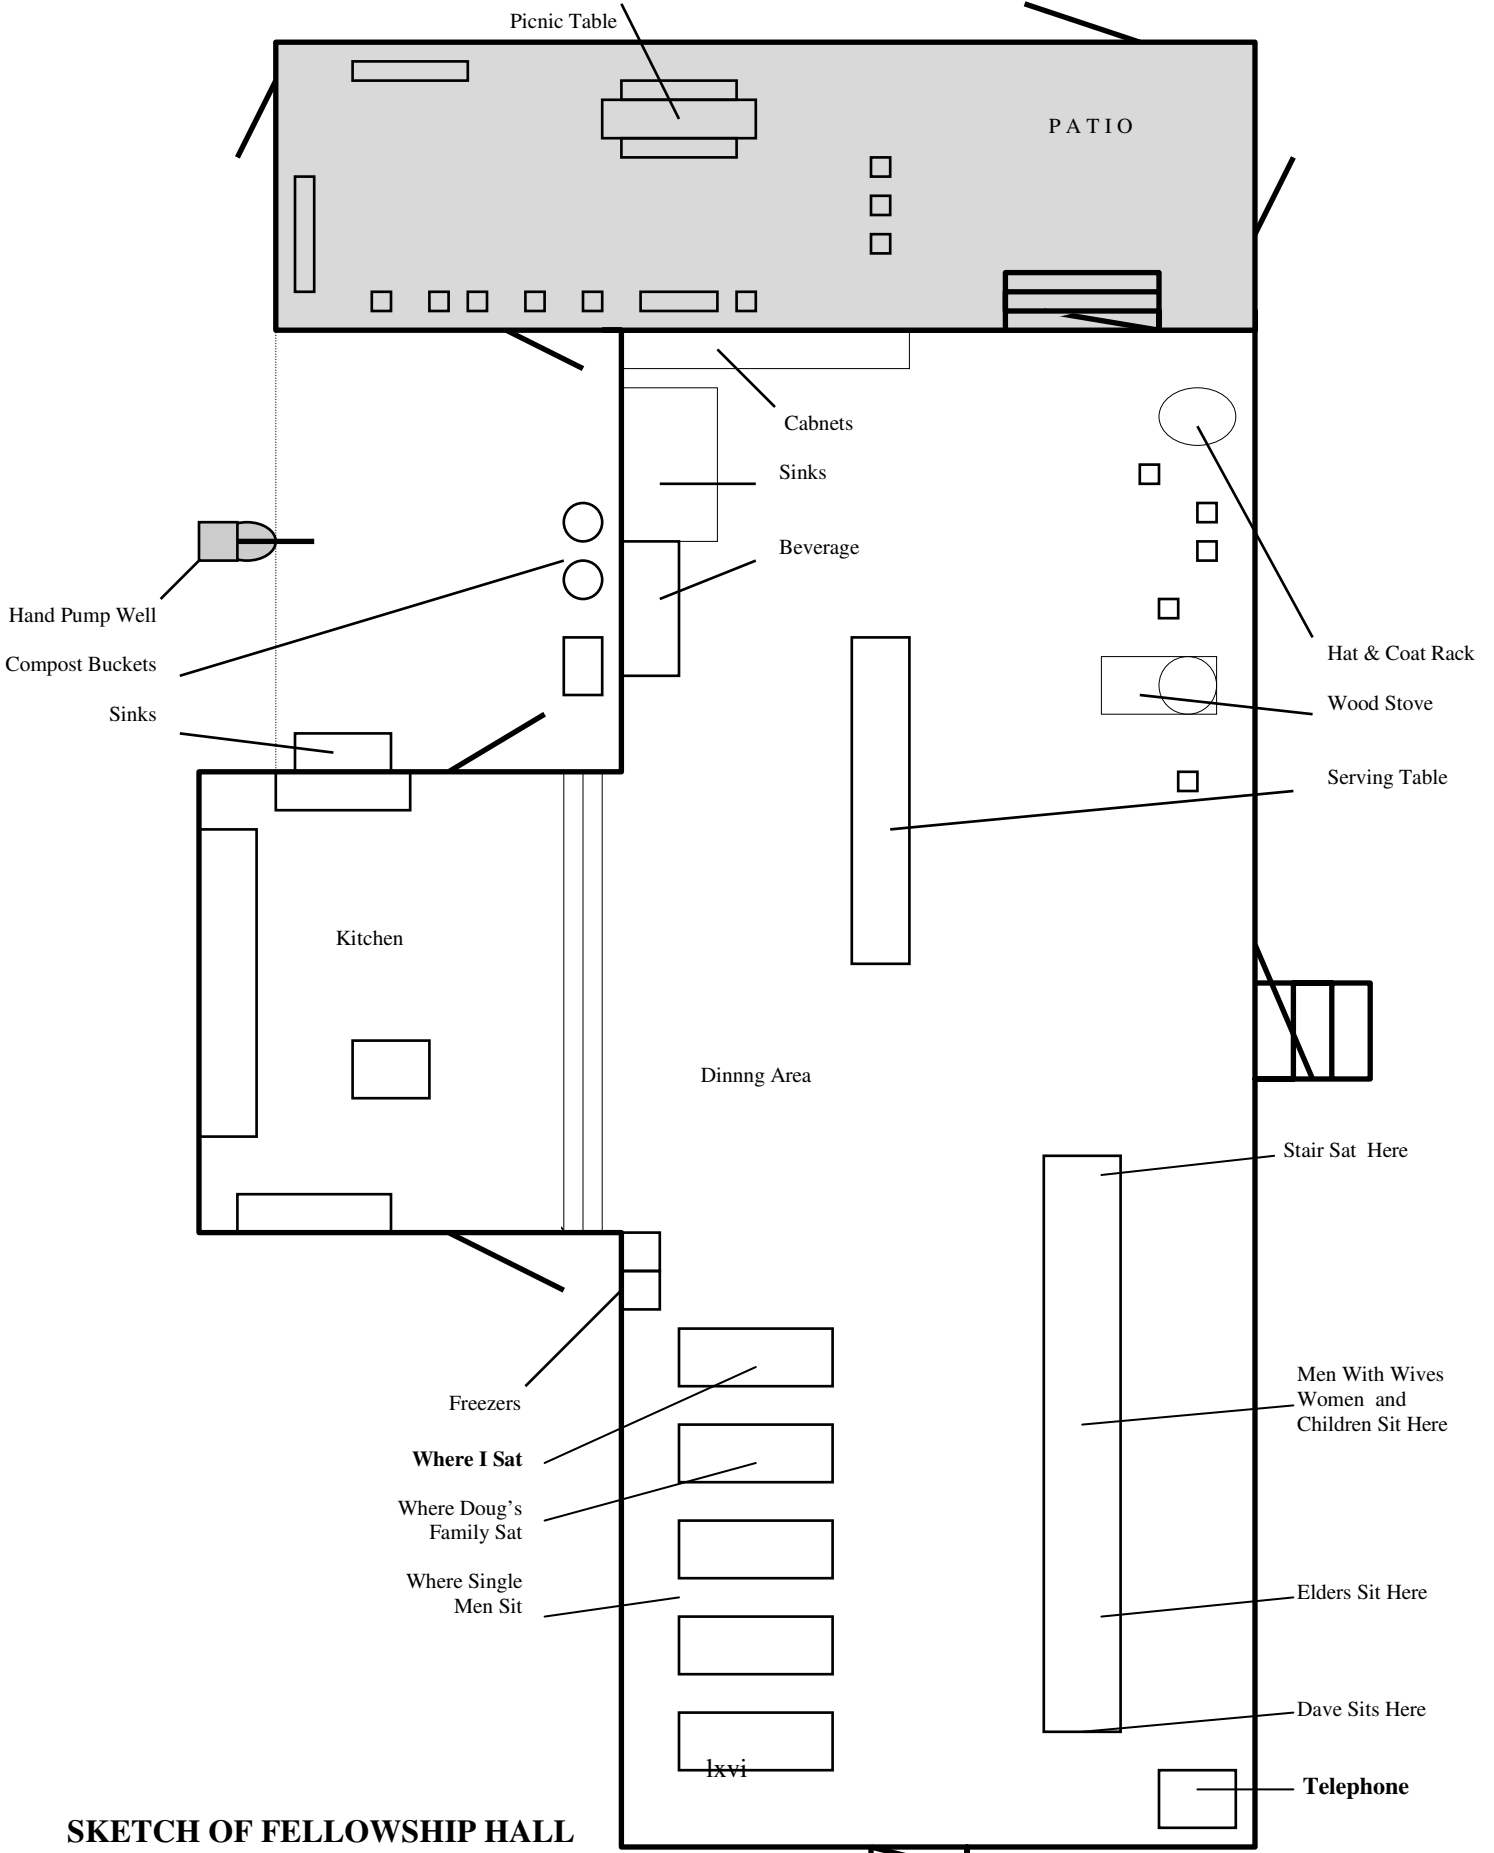 Picnic Table
P A T I O
Cabnets
Sinks
Beverage
Hand Pump Well
Compost Buckets
Sinks
Hat & Coat Rack
Wood Stove
Serving Table
Kitchen
Dinnng Area
Stair Sat  Here
Men With Wives
Women  and
Children Sit Here
Freezers
Where I Sat
Where Doug’s
Family Sat
Where Single
Men Sit
Elders Sit Here
Dave Sits Here
lxvi
Telephone
SKETCH OF FELLOWSHIP HALL